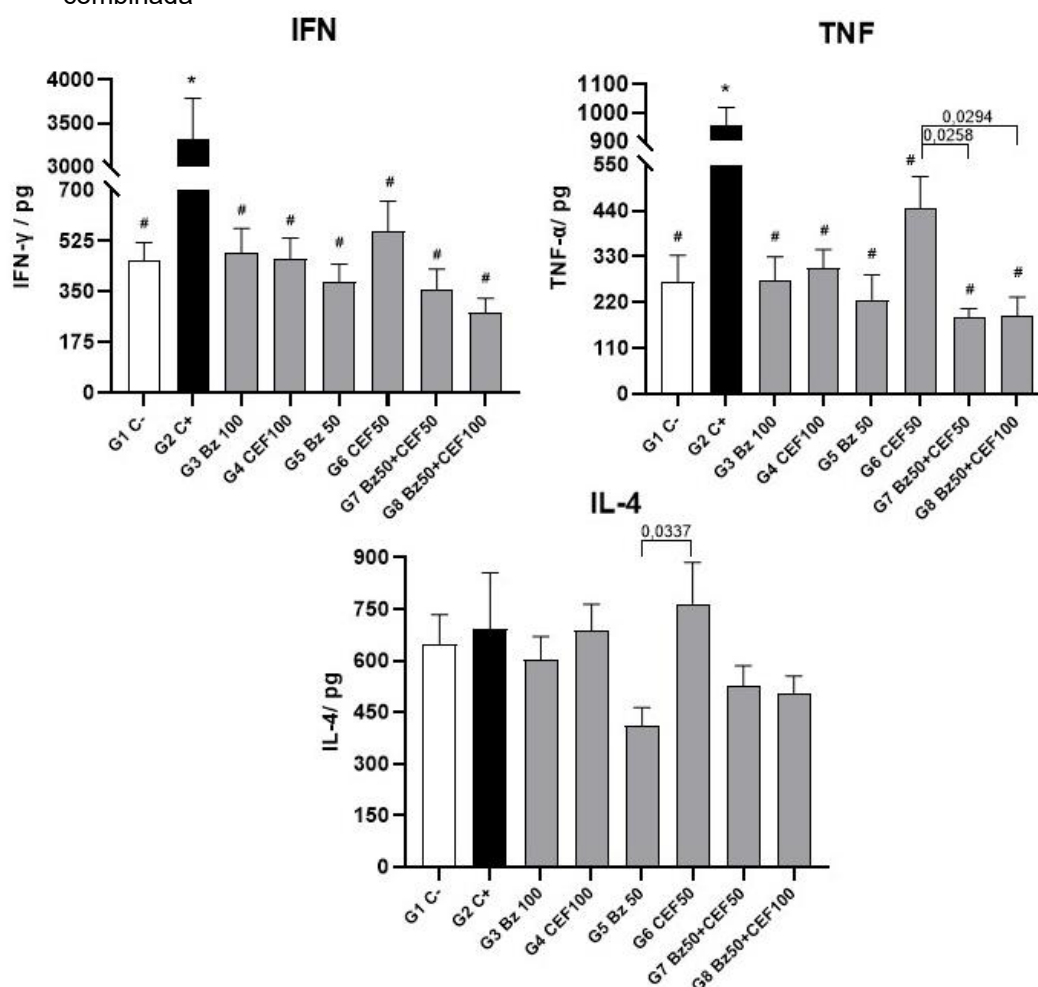 combinada
IFN
IFN-γ / pg
4000
3500
3000
700
525
350
175
0
*
#
#
#
#
#
#
#
G1 C-
G2 C+
G3 Bz 100
G4 CEF100
G5 Bz 50
G6 CEF50
G7 Bz50+CEF50
G8 Bz50+CEF100
TNF
TNF-α/ pg
1100
1000
900
550
440
330
220
110
0
*
0,0294
0,0258
#
#
#
#
#
#
#
G1 C-
G2 C+
G3 Bz 100
G4 CEF100
G5 Bz 50
G6 CEF50
G7 Bz50+CEF50
G8 Bz50+CEF100
IL-4
IL-4/ pg
900
750
600
450
300
150
0
0,0337
G1 C-
G2 C+
G3 Bz 100
G4 CEF100
G5 Bz 50
G6 CEF50
G7 Bz50+CEF50
G8 Bz50+CEF100